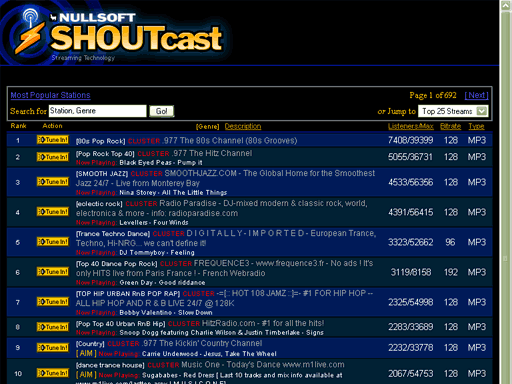 NULLSOFT
SHOUTcast
Streaming Technology
Most Popular Stations Page 1 of 692 [ Next ]
Search for Station, Genre Go! or Jump to Top 25 Streams
Rank Action [Genre] Description Listeners/Max Bitrate Type
1 Tune In! [80s Pop Rock] CLUSTER .977 The 80s Channel (80s Grooves) 7408/39399 128 MP3
2 Tune In! [Pop Rock Top 40] CLUSTER .977 The Hitz Channel 5055/36731 128 MP3
Now Playing: Black Eyed Peas - Pump it
3 Tune In! [SMOOTH JAZZ] CLUSTER SMOOTHJAZZ.COM - The Global Home for the Smoothest 4533/56356 128 MP3
Jazz 24/7 - Live from Monterey Bay
Now Playing: Nina Storey - All The Little Things
4 Tune In! [eclectic rock] CLUSTER Radio Paradise - DJ-mixed modern & classic rock, world, 4391/56415 128 MP3
electronica & more - info: radioparadise.com
Now Playing: Levellers - Four Winds
5 Tune In! [Trance Techno Dance] CLUSTER D I G I T A L L Y - I M P O R T E D - European Trance, 3323/52662 96 MP3
Techno, Hi-NRG... we can't define it!
Now Playing: DJ Tommyboy - Feeling
6 Tune In! [Top 40 Dance Pop Rock] CLUSTER FREQUENCE3 - www.frequence3.fr - No ads ! It's 3119/8158 192 MP3
only HITS live from Paris France ! - French Webradio
Now Playing: Green Day - Good riddance
7 Tune In! [TOP HIP URBAN RnB POP RAP] CLUSTER -=[:: HOT 108 JAMZ ::]=- #1 FOR HIP HOP -- 2325/54998 128 MP3
ALL HIP HOP AND R & B LIVE 24/7 @ 128K
Now Playing: Bobby Valentino - Slow Down
8 Tune In! [Pop Top 40 Urban RnB Hip] CLUSTER HitzRadio.com - #1 for all the hits! 2283/33689 128 MP3
Now Playing: Snoop Dogg featuring Charlie Wilson & Justin Timberlake - Signs
9 Tune In! [Country] CLUSTER .977 The Kickin' Country Channel 2232/33778 128 MP3
[ AIM ] Now Playing: Carrie Underwood - Jesus, Take The Wheel
10 Tune In! [dance trance house] CLUSTER Music One - Today's Dance www.m1live.com 2067/54753 128 MP3
[ AIM ] Now Playing: Sugababes - Red Dress [ Last 10 tracks and mix info available at